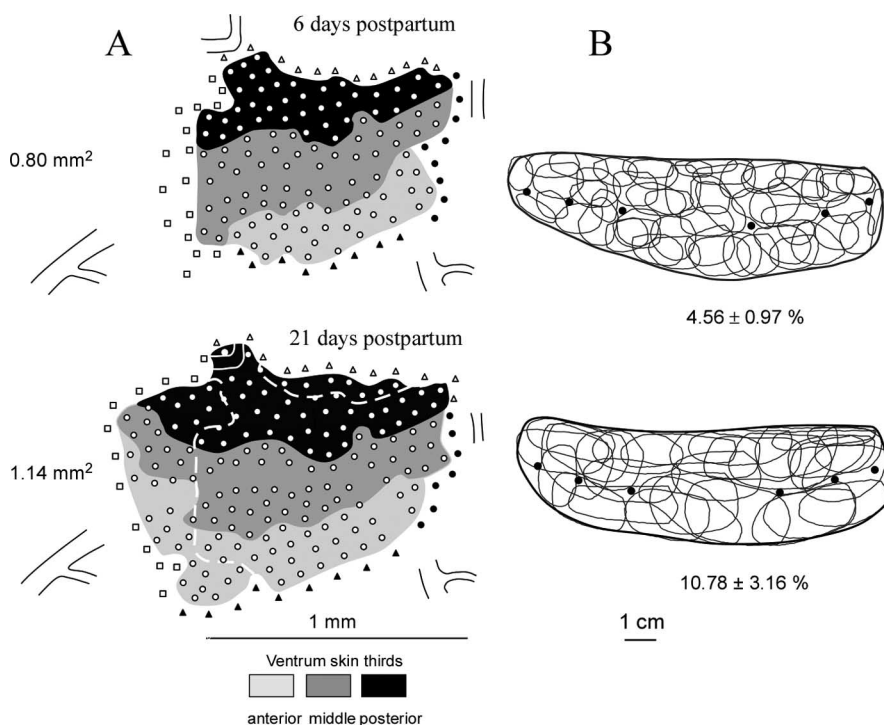 A
6 days postpartum
B
0.80 mm²
4.56 ± 0.97 %
21 days postpartum
1.14 mm²
10.78 ± 3.16 %
1 mm
1 cm
Ventrum skin thirds
anterior middle posterior